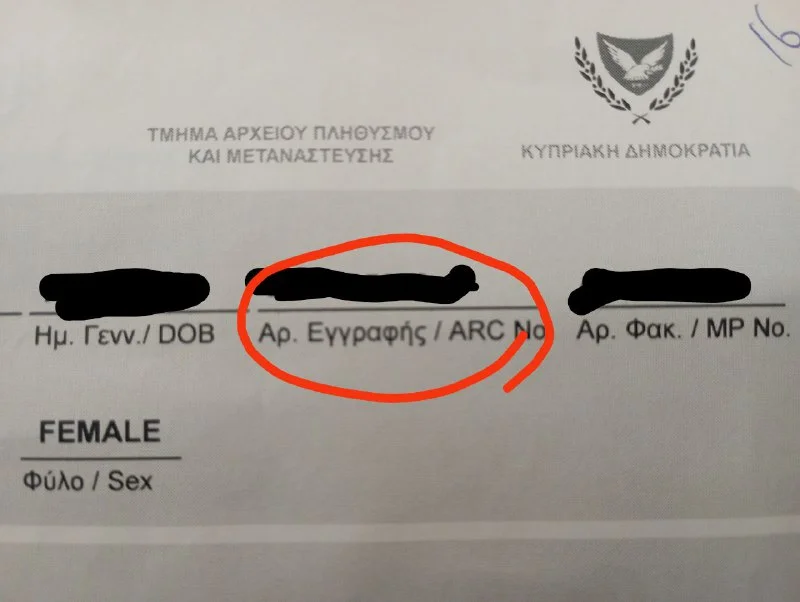 16
ΤΜΗΜΑ ΑΡΧΕΙΟΥ ΠΛΗΘΥΣΜΟΥ
ΚΑΙ ΜΕΤΑΝΑΣΤΕΥΣΗΣ
ΚΥΠΡΙΑΚΗ ΔΗΜΟΚΡΑΤΙΑ
Ημ. Γενν./ DOB
Αρ. Εγγραφής / ARC No
Αρ. Φακ. / MP No.
FEMALE
Φύλο / Sex